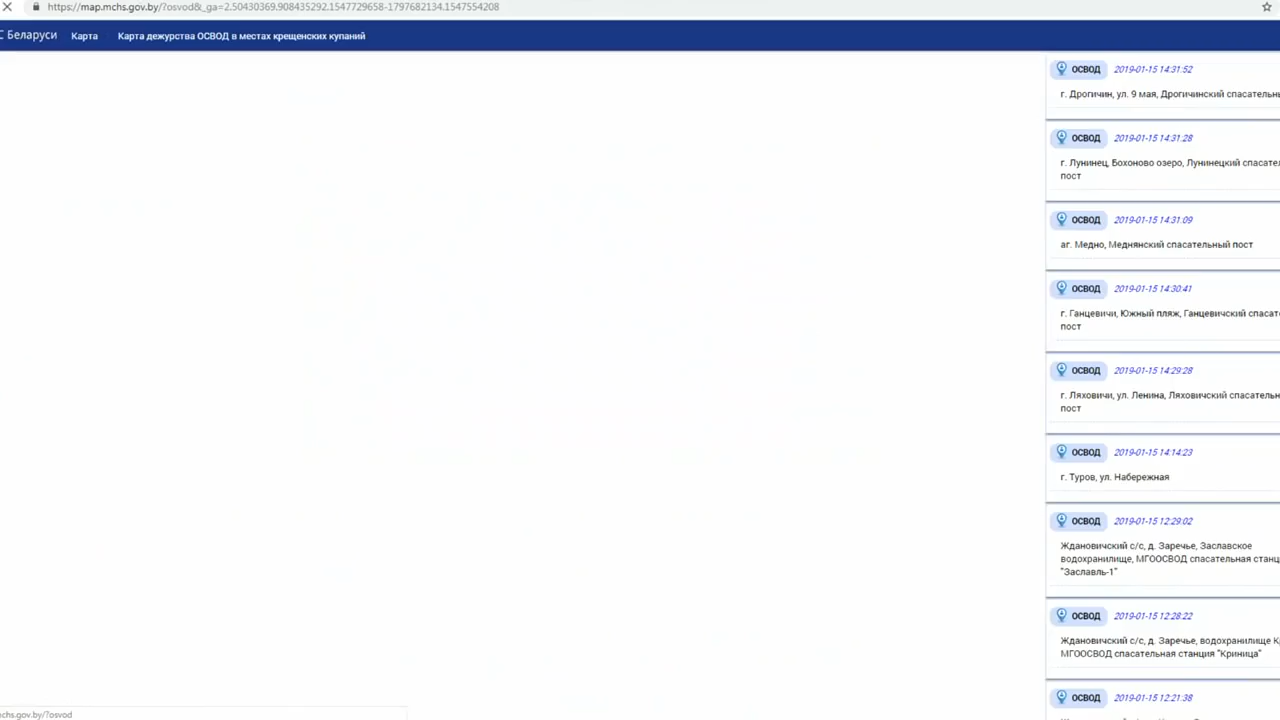 https://map.mchs.gov.by/?osvod&_ga=2.50430369.908435292.1547729658-1797682134.1547554208
С Беларуси Карта Карта дежурства ОСВОД в местах крещенских купаний
ОСВОД 2019-01-15 14:31:52
г. Дрогичин, ул. 9 мая, Дрогичинский спасательн
ОСВОД 2019-01-15 14:31:28
г. Лунинец, Бохоново озеро, Лунинецкий спасате
пост
ОСВОД 2019-01-15 14:31:09
аг. Медно, Меднянский спасательный пост
ОСВОД 2019-01-15 14:30:41
г. Ганцевичи, Южный пляж, Ганцевичский спасат
пост
ОСВОД 2019-01-15 14:29:28
г. Ляховичи, ул. Ленина, Ляховичский спасательн
пост
ОСВОД 2019-01-15 14:14:23
г. Туров, ул. Набережная
ОСВОД 2019-01-15 12:29:02
Ждановичский с/с, д. Заречье, Заславское
водохранилище, МГООСВОД спасательная станц
"Заславль-1"
ОСВОД 2019-01-15 12:28:22
Ждановичский с/с, д. Заречье, водохранилище К
МГООСВОД спасательная станция "Криница"
ОСВОД 2019-01-15 12:21:38
chs.gov.by/?osvod